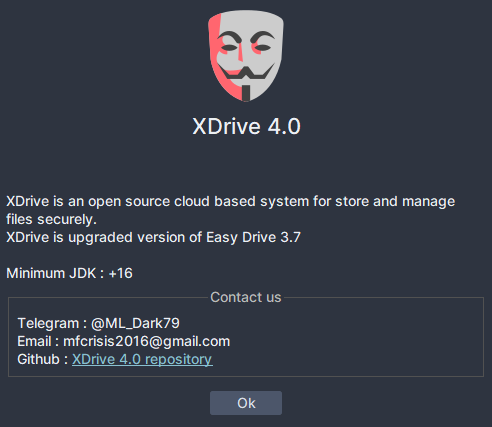 XDrive 4.0
XDrive is an open source cloud based system for store and manage
files securely.
XDrive is upgraded version of Easy Drive 3.7
Minimum JDK : +16
Contact us
Telegram : @ML_Dark79
Email : mfcrisis2016@gmail.com
Github : XDrive 4.0 repository
Ok